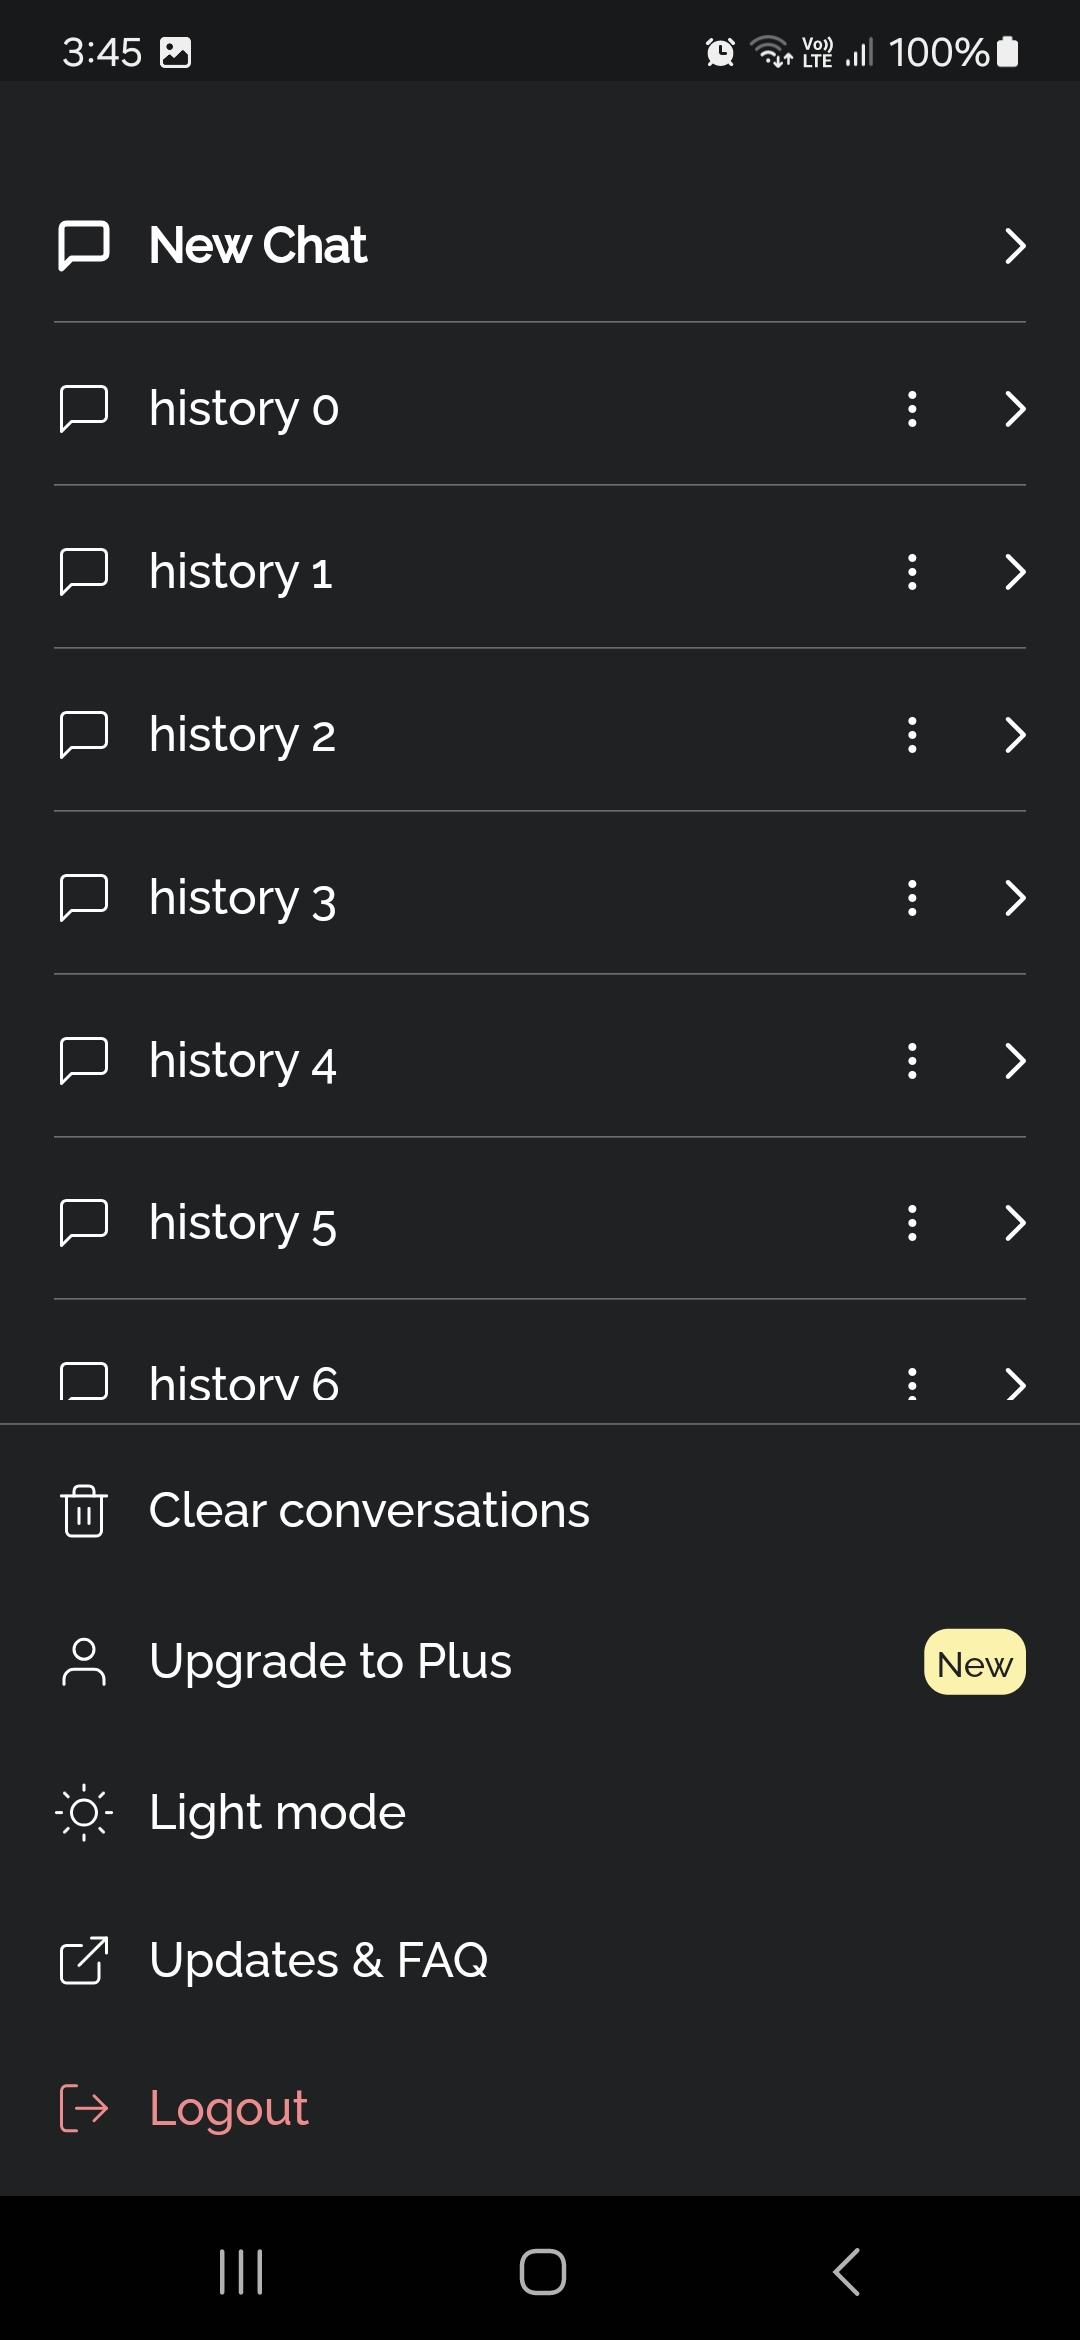 3:45 Vo)) LTE 100%
New Chat
history 0
history 1
history 2
history 3
history 4
history 5
history 6
Clear conversations
Upgrade to Plus New
Light mode
Updates & FAQ
Logout